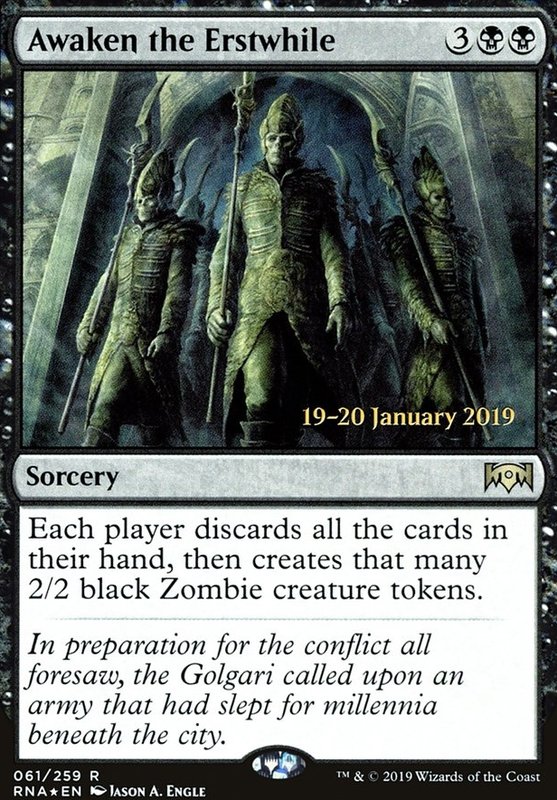 Awaken the Erstwhile 3
19–20 January 2019
Sorcery
Each player discards all the cards in
their hand, then creates that many
2/2 black Zombie creature tokens.
In preparation for the conflict all
foresaw, the Golgari called upon an
army that had slept for millennia
beneath the city.
061/259 R
RNA★EN Jason A. Engle
™ & © 2019 Wizards of the Coast